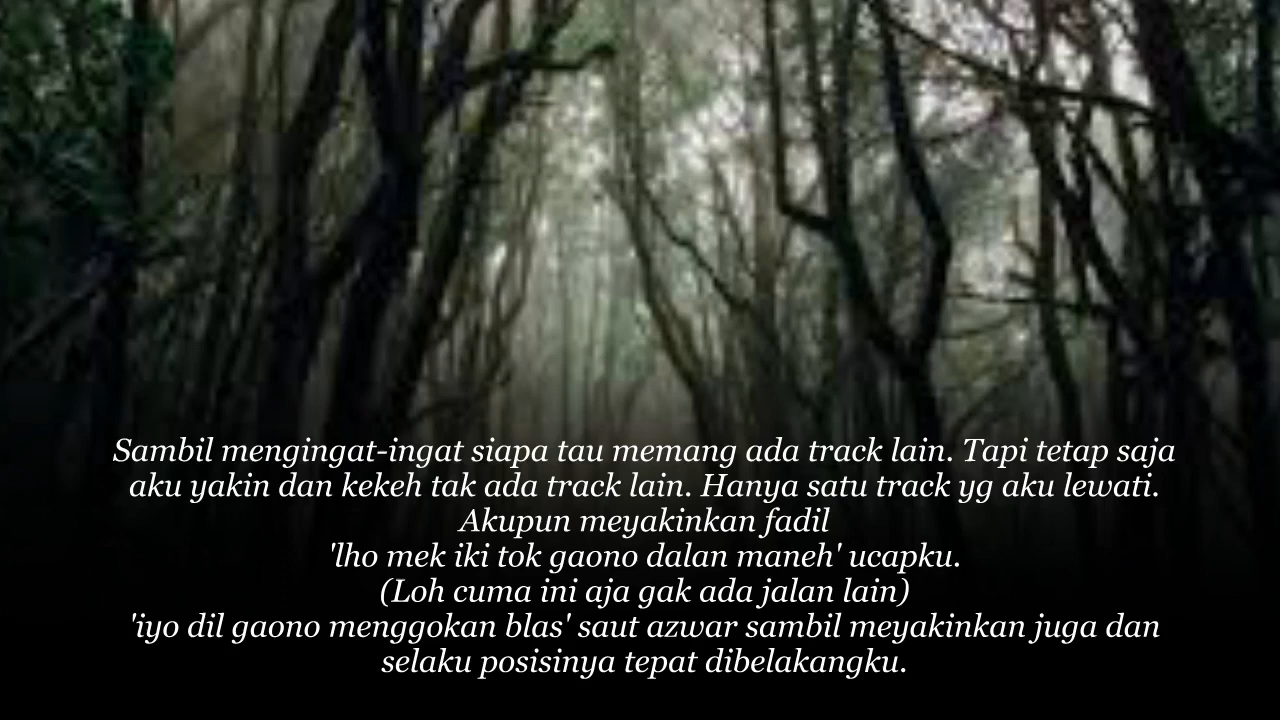 Sambil mengingat-ingat siapa tau memang ada track lain. Tapi tetap saja
aku yakin dan kekeh tak ada track lain. Hanya satu track yg aku lewati.
Akupun meyakinkan fadil
'lho mek iki tok gaono dalan maneh' ucapku.
(Loh cuma ini aja gak ada jalan lain)
'iyo dil gaono menggokan blas' saut azwar sambil meyakinkan juga dan
selaku posisinya tepat dibelakangku.